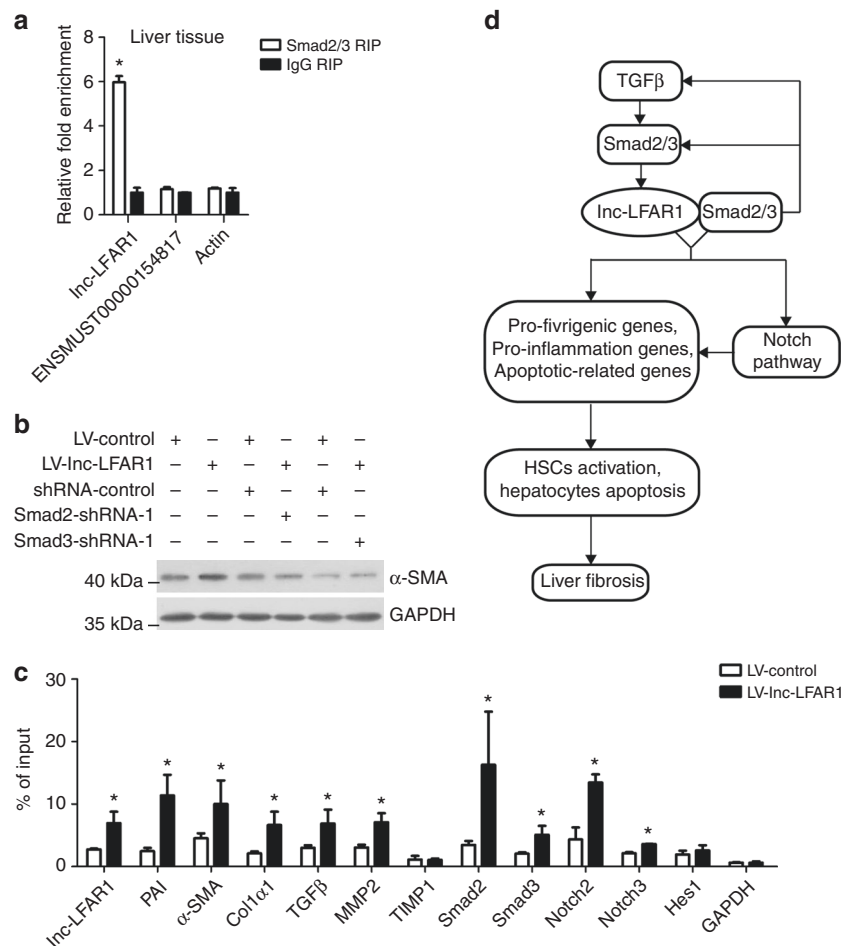 a
Liver tissue
Smad2/3 RIP
IgG RIP
Relative fold enrichment
8
6
4
2
0
*
lnc-LFAR1
ENSMUST00000154817
Actin
b
LV-control + – + – + –
LV-lnc-LFAR1 – + – + – +
shRNA-control – – + – + –
Smad2-shRNA-1 – – – + – –
Smad3-shRNA-1 – – – – – +
40 kDa
α-SMA
35 kDa
GAPDH
c
LV-control
LV-lnc-LFAR1
% of input
30
20
10
0
* * * * * * * * * *
lnc-LFAR1
PAI
α-SMA
Col1α1
TGFβ
MMP2
TIMP1
Smad2
Smad3
Notch2
Notch3
Hes1
GAPDH
d
TGFβ
Smad2/3
lnc-LFAR1
Smad2/3
Pro-fivrigenic genes,
Pro-inflammation genes,
Apoptotic-related genes
Notch
pathway
HSCs activation,
hepatocytes apoptosis
Liver fibrosis